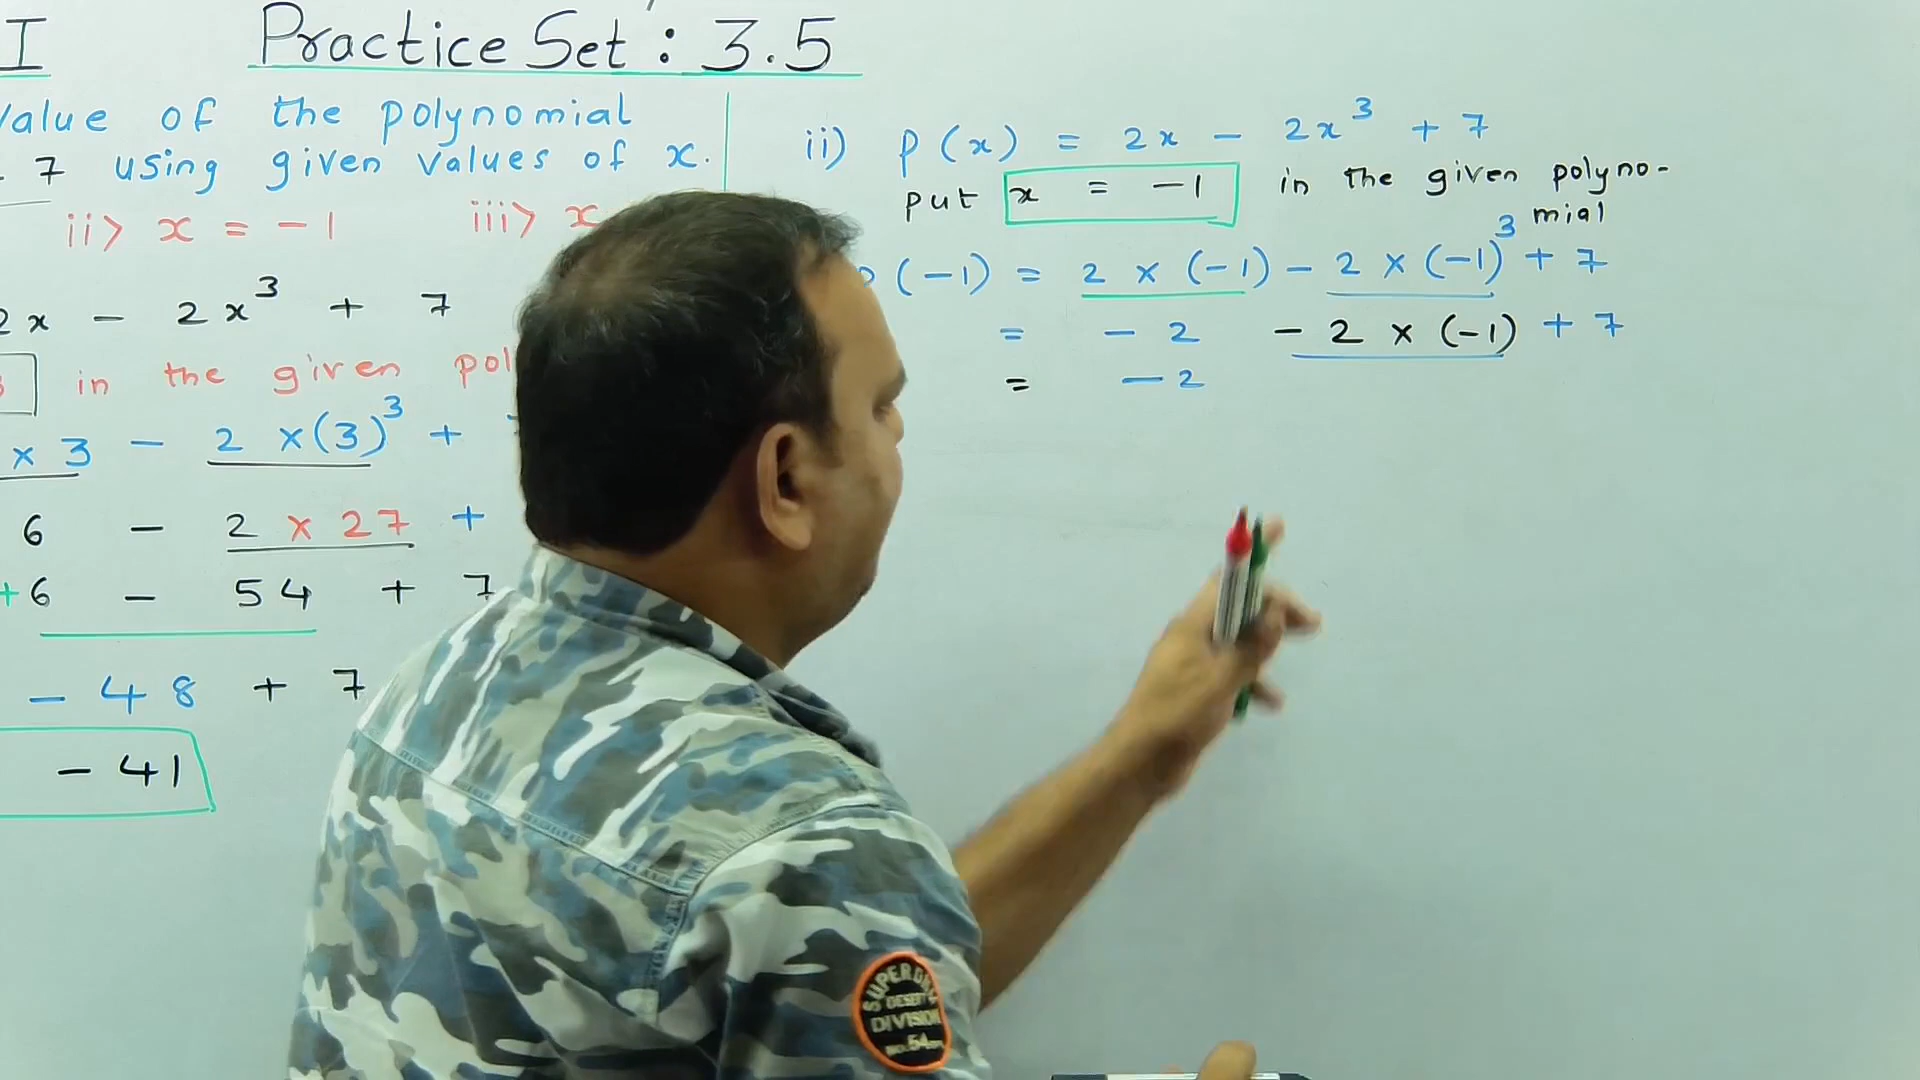 I Practice Set : 3.5
value of the polynomial
7 using given values of x.
ii> x = -1 iii> x
2x - 2x³ + 7
in the given
x 3 - 2 x (3)³ +
6 - 2 x 27 +
+6 - 54 + 7
- 48 + 7
- 41
ii) p(x) = 2x - 2x³ + 7
put x = -1 in the given polyno-
mial
(-1) = 2 x (-1) - 2 x (-1)³ + 7
= - 2 - 2 x (-1) + 7
= - 2
SUPERDRY
DESERT
DIVISION